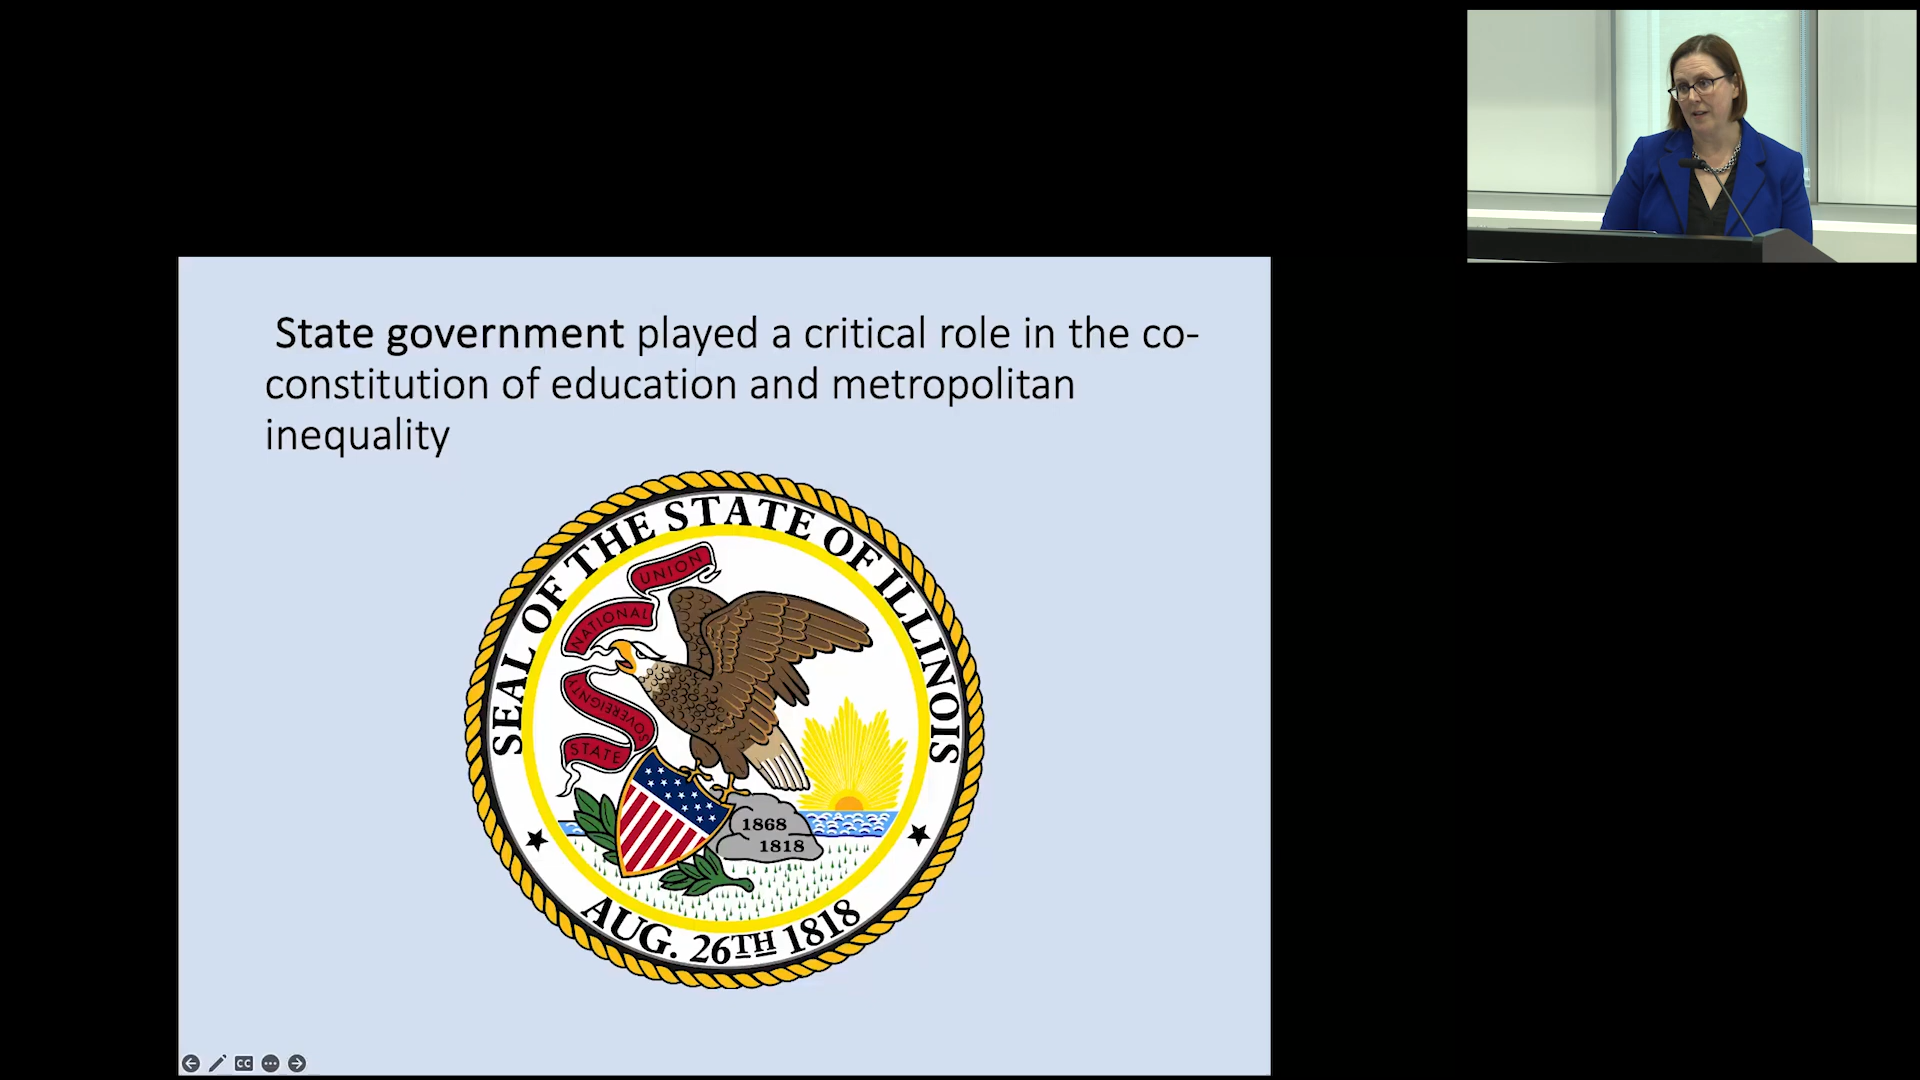 State government played a critical role in the co-
constitution of education and metropolitan
inequality
SEAL OF THE STATE OF ILLINOIS
UNION
NATIONAL
SOVEREIGNTY
STATE
1868
1818
AUG. 26TH 1818
CC